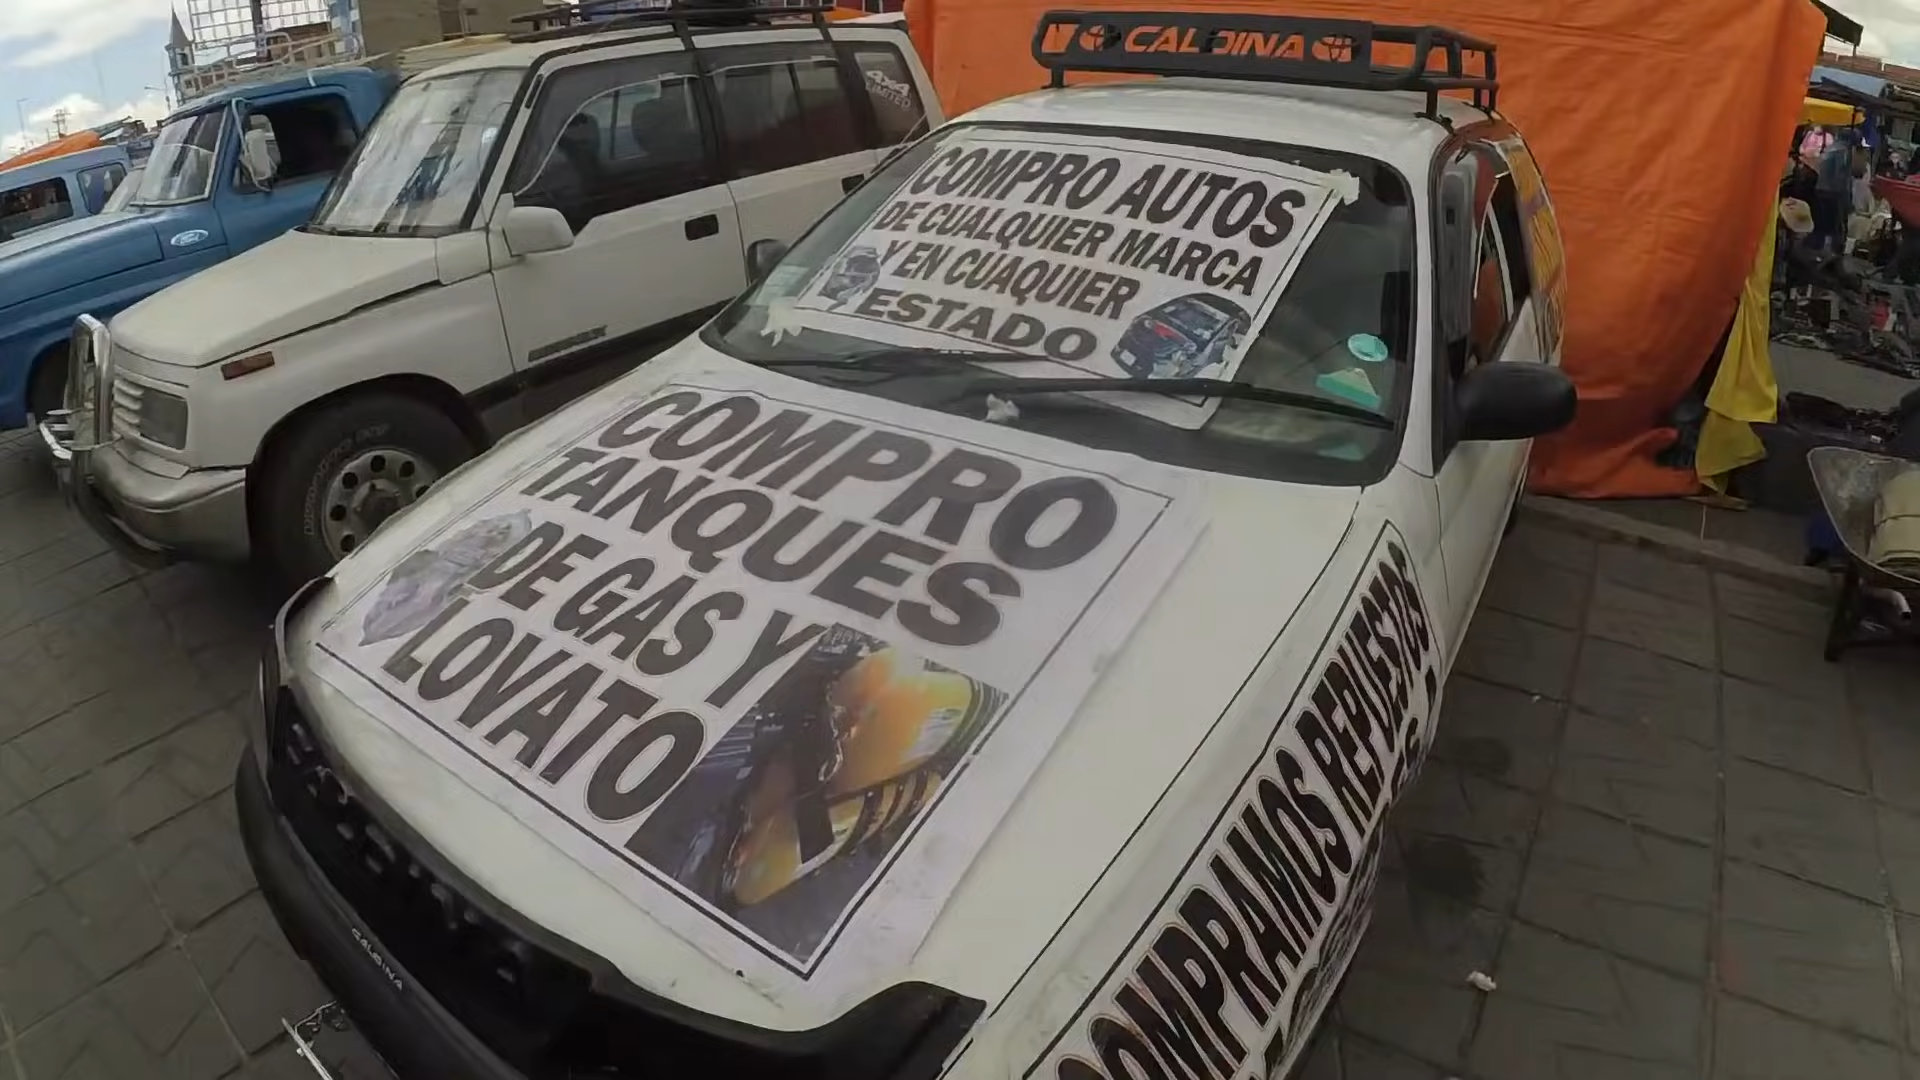 CALDINA
4x4
LIMITED
Ford
COMPRO AUTOS
DE CUALQUIER MARCA
Y EN CUAQUIER
ESTADO
COMPRO
TANQUES
DE GAS Y
LOVATO
COMPRAMOS REPUESTOS
CALDINA